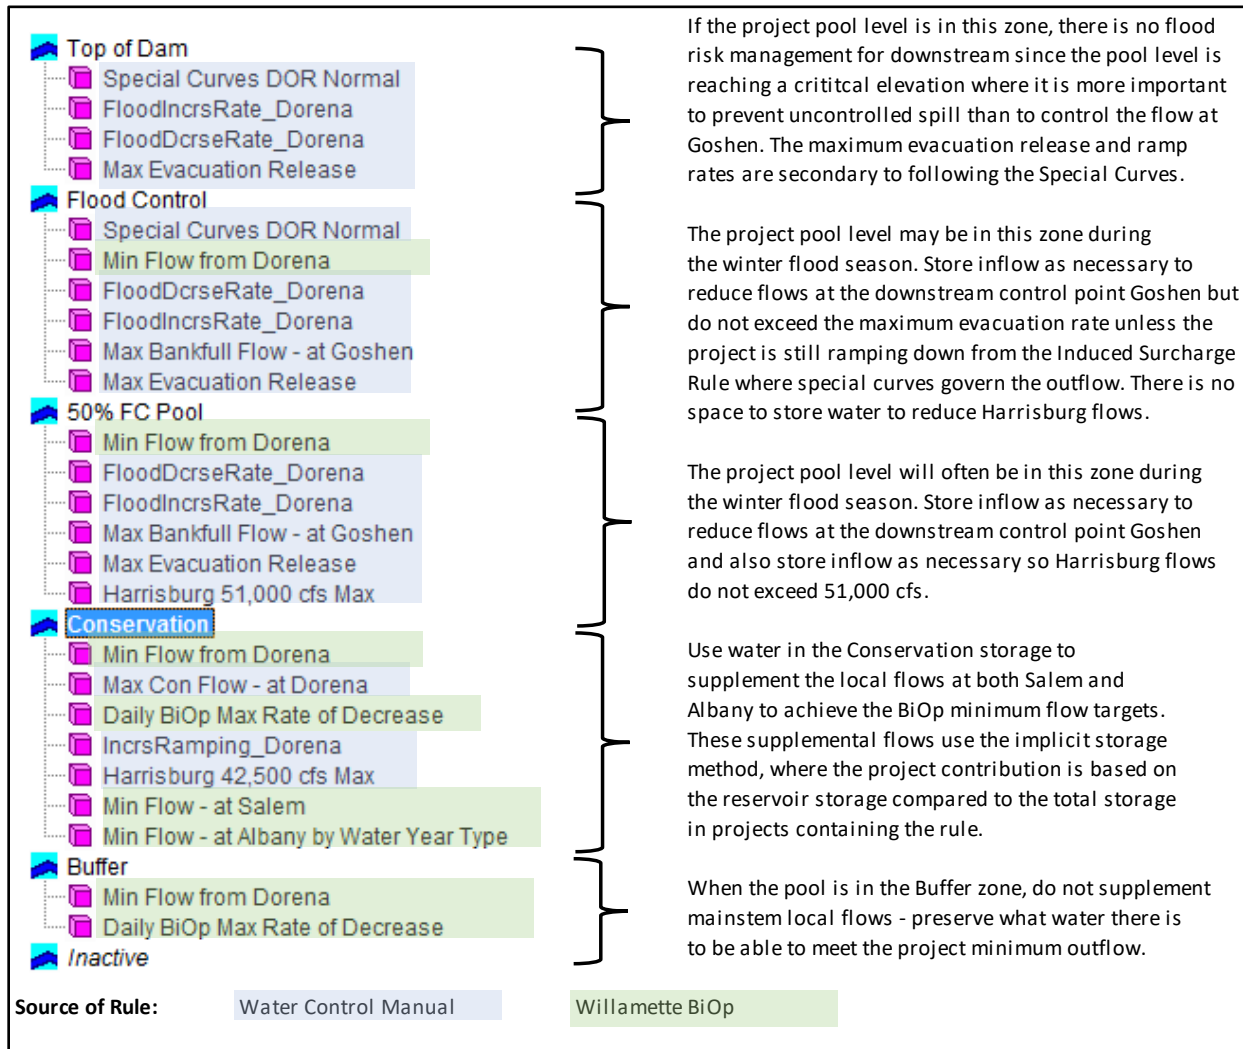 Top of Dam
Special Curves DOR Normal
FloodIncrsRate_Dorena
FloodDcrseRate_Dorena
Max Evacuation Release
Flood Control
Special Curves DOR Normal
Min Flow from Dorena
FloodDcrseRate_Dorena
FloodIncrsRate_Dorena
Max Bankfull Flow - at Goshen
Max Evacuation Release
50% FC Pool
Min Flow from Dorena
FloodDcrseRate_Dorena
FloodIncrsRate_Dorena
Max Bankfull Flow - at Goshen
Max Evacuation Release
Harrisburg 51,000 cfs Max
Conservation
Min Flow from Dorena
Max Con Flow - at Dorena
Daily BiOp Max Rate of Decrease
IncrsRamping_Dorena
Harrisburg 42,500 cfs Max
Min Flow - at Salem
Min Flow - at Albany by Water Year Type
Buffer
Min Flow from Dorena
Daily BiOp Max Rate of Decrease
Inactive
If the project pool level is in this zone, there is no flood
risk management for downstream since the pool level is
reaching a crititcal elevation where it is more important
to prevent uncontrolled spill than to control the flow at
Goshen. The maximum evacuation release and ramp
rates are secondary to following the Special Curves.
The project pool level may be in this zone during
the winter flood season. Store inflow as necessary to
reduce flows at the downstream control point Goshen but
do not exceed the maximum evacuation rate unless the
project is still ramping down from the Induced Surcharge
Rule where special curves govern the outflow. There is no
space to store water to reduce Harrisburg flows.
The project pool level will often be in this zone during
the winter flood season. Store inflow as necessary to
reduce flows at the downstream control point Goshen
and also store inflow as necessary so Harrisburg flows
do not exceed 51,000 cfs.
Use water in the Conservation storage to
supplement the local flows at both Salem and
Albany to achieve the BiOp minimum flow targets.
These supplemental flows use the implicit storage
method, where the project contribution is based on
the reservoir storage compared to the total storage
in projects containing the rule.
When the pool is in the Buffer zone, do not supplement
mainstem local flows - preserve what water there is
to be able to meet the project minimum outflow.
Source of Rule: Water Control Manual Willamette BiOp